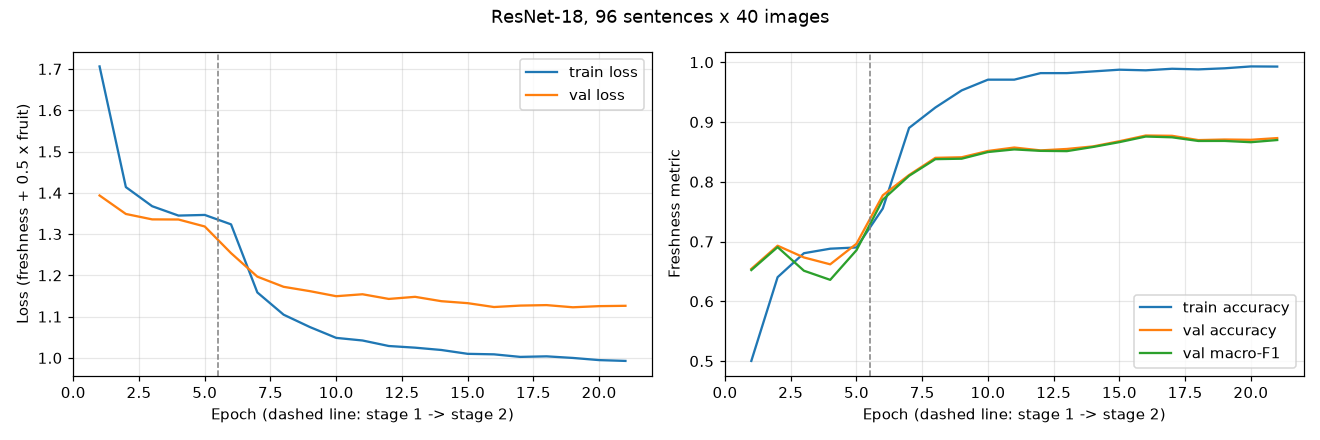 ResNet-18, 96 sentences x 40 images
Loss (freshness + 0.5 x fruit)
1.7
1.6
1.5
1.4
1.3
1.2
1.1
1.0
train loss
val loss
0.0 2.5 5.0 7.5 10.0 12.5 15.0 17.5 20.0
Epoch (dashed line: stage 1 -> stage 2)
Freshness metric
1.0
0.9
0.8
0.7
0.6
0.5
train accuracy
val accuracy
val macro-F1
0.0 2.5 5.0 7.5 10.0 12.5 15.0 17.5 20.0
Epoch (dashed line: stage 1 -> stage 2)